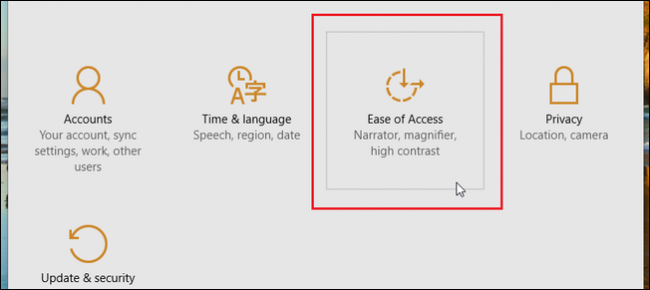 Accounts
Your account, sync
settings, work, other
users
Time & language
Speech, region, date
Ease of Access
Narrator, magnifier,
high contrast
Privacy
Location, camera
Update & security